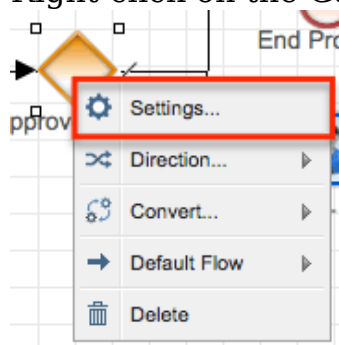 End Pro
pprov
Settings...
Direction...
Convert...
Default Flow
Delete